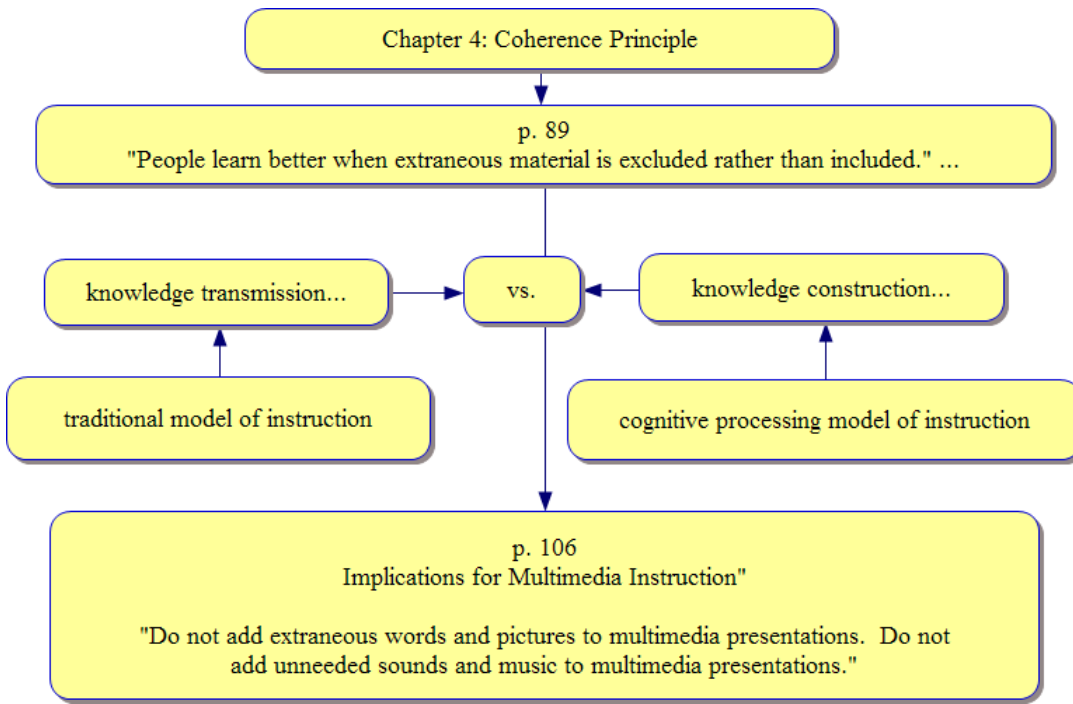 Chapter 4: Coherence Principle
p. 89
"People learn better when extraneous material is excluded rather than included." ...
knowledge transmission...
vs.
knowledge construction...
traditional model of instruction
cognitive processing model of instruction
p. 106
Implications for Multimedia Instruction"
"Do not add extraneous words and pictures to multimedia presentations.  Do not
add unneeded sounds and music to multimedia presentations."